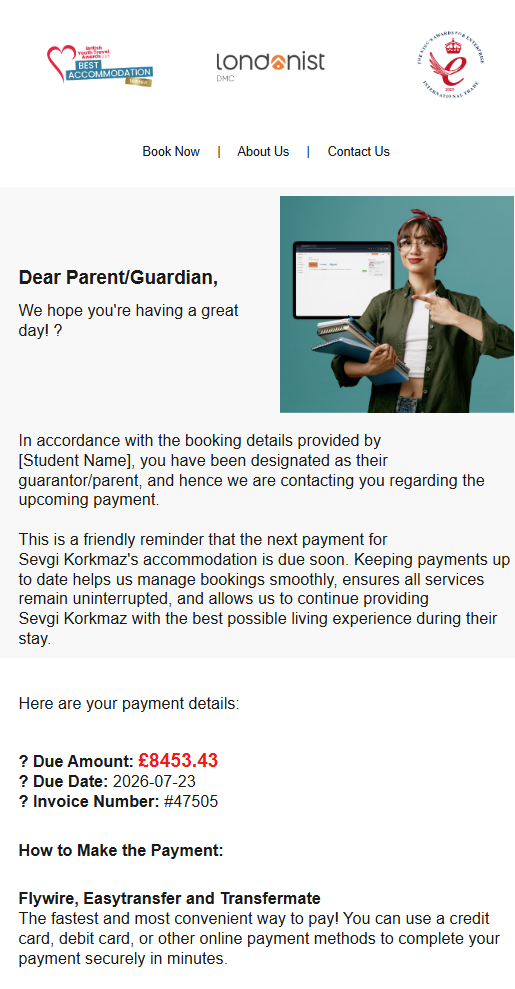 British
Youth Travel
Awards
BEST
ACCOMMODATION
londonist
DMC
THE KING'S AWARDS FOR ENTERPRISE
INTERNATIONAL TRADE
Book Now | About Us | Contact Us
Dear Parent/Guardian,
We hope you're having a great
day! ?
In accordance with the booking details provided by
[Student Name], you have been designated as their
guarantor/parent, and hence we are contacting you regarding the
upcoming payment.
This is a friendly reminder that the next payment for
Sevgi Korkmaz's accommodation is due soon. Keeping payments up
to date helps us manage bookings smoothly, ensures all services
remain uninterrupted, and allows us to continue providing
Sevgi Korkmaz with the best possible living experience during their
stay.
Here are your payment details:
? Due Amount: £8453.43
? Due Date: 2026-07-23
? Invoice Number: #47505
How to Make the Payment:
Flywire, Easytransfer and Transfermate
The fastest and most convenient way to pay! You can use a credit
card, debit card, or other online payment methods to complete your
payment securely in minutes.